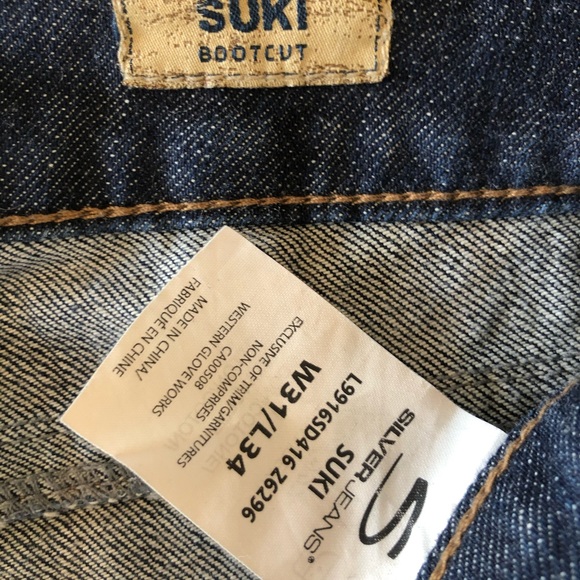 SUKI
BOOTCUT
SILVER JEANS®
SUKI
L9916SD416 Z6296
W31/L34
EXCLUSIVE OF TRIM/GARNITURES
NON-COMPRISES
CA00508
WESTERN GLOVE WORKS
MADE IN CHINA/
FABRIQUÉ EN CHINE